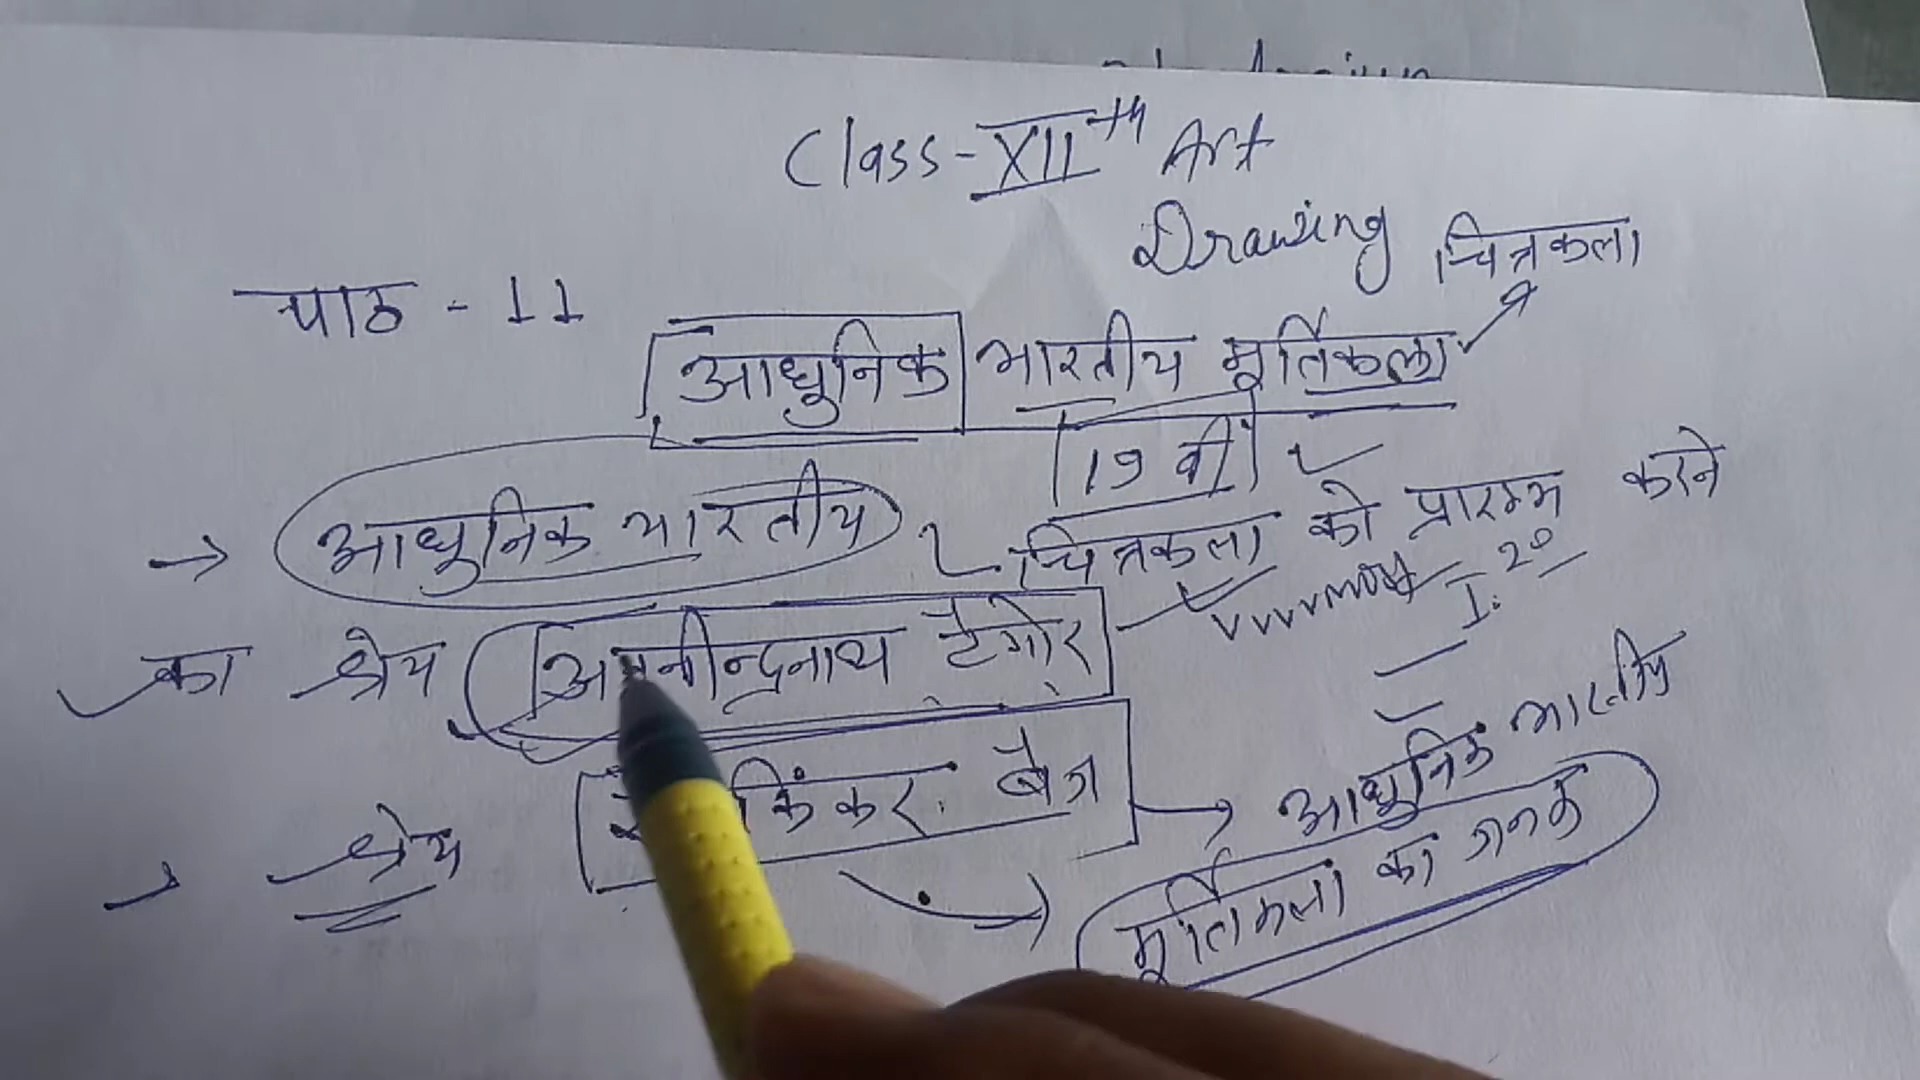 Class-XIIth Art
Drawing चित्रकला
पाठ - 11
आधुनिक भारतीय मूर्तिकला
19 वीं
→ आधुनिक भारतीय चित्रकला को प्रारम्भ करने
का श्रेय अवनीन्द्रनाथ टैगोर VVVVmOSt I. 20
→ श्रेय किंकर बैज → आधुनिक भारतीय
मूर्तिकला का जनक